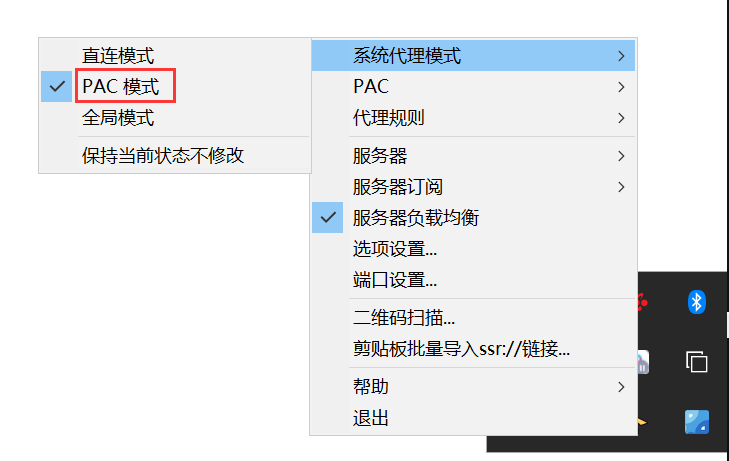 直连模式
PAC 模式
全局模式
保持当前状态不修改
系统代理模式
PAC
代理规则
服务器
服务器订阅
服务器负载均衡
选项设置...
端口设置...
二维码扫描...
剪贴板批量导入ssr://链接...
帮助
退出